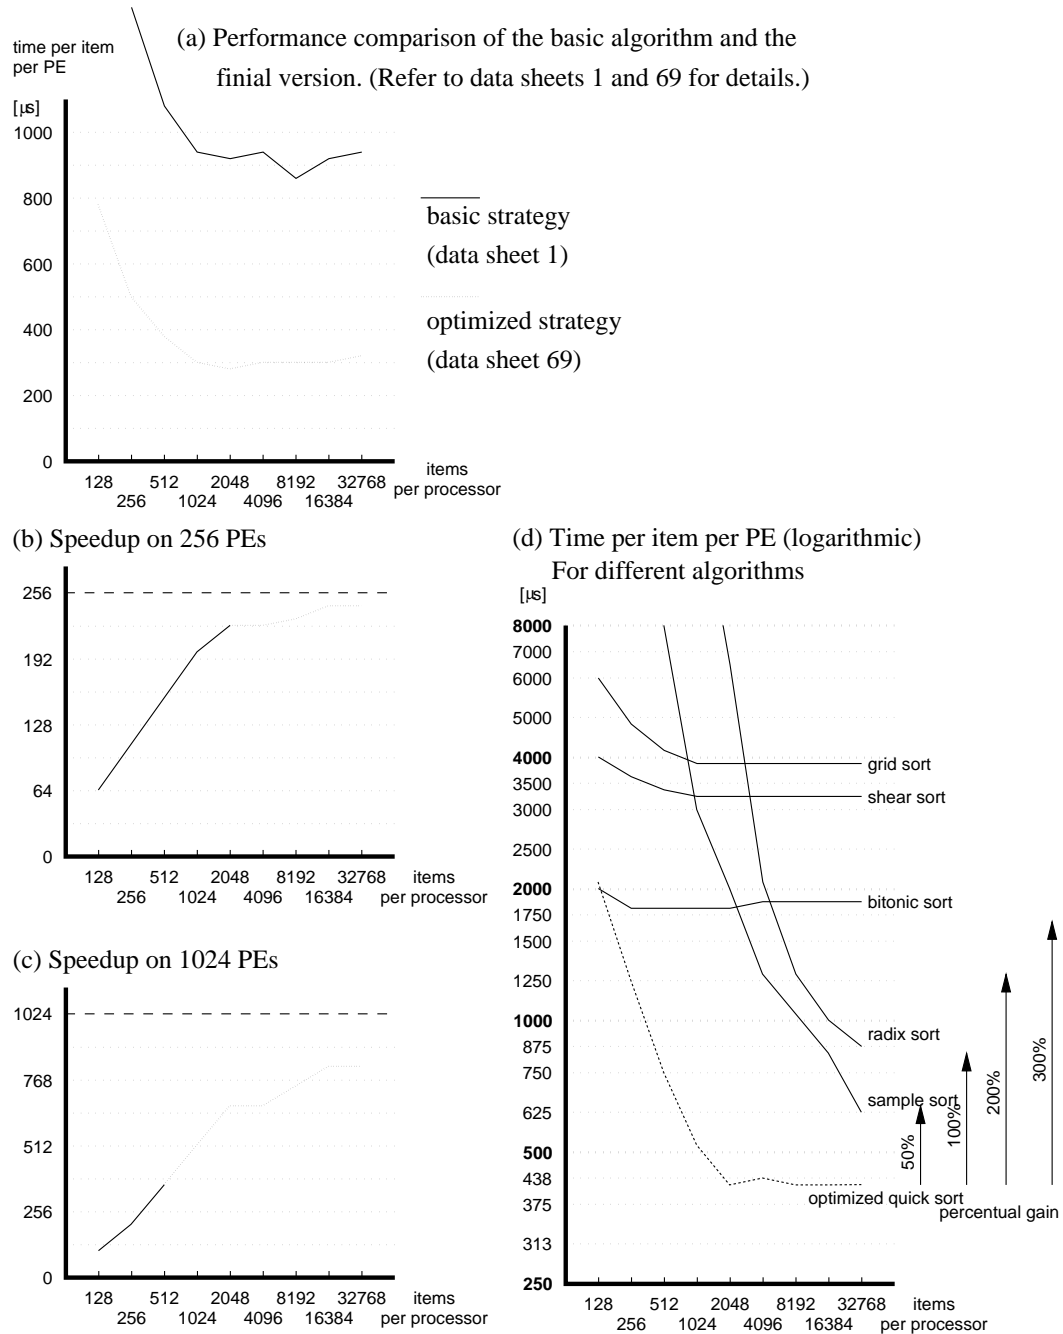 (a) Performance comparison of the basic algorithm and the
finial version. (Refer to data sheets 1 and 69 for details.)
time per item
per PE
[µs]
1000
800
600
400
200
0
128 512 2048 8192 32768
256 1024 4096 16384
items
per processor
basic strategy
(data sheet 1)
optimized strategy
(data sheet 69)
(b) Speedup on 256 PEs
256
192
128
64
0
128 512 2048 8192 32768
256 1024 4096 16384
items
per processor
(c) Speedup on 1024 PEs
1024
768
512
256
0
128 512 2048 8192 32768
256 1024 4096 16384
items
per processor
(d) Time per item per PE (logarithmic)
For different algorithms
[µs]
8000
7000
6000
5000
4000
3500
3000
2500
2000
1750
1500
1250
1000
875
750
625
500
438
375
313
250
grid sort
shear sort
bitonic sort
radix sort
sample sort
optimized quick sort
50%
100%
200%
300%
percentual gain
128 512 2048 8192 32768
256 1024 4096 16384
items
per processor